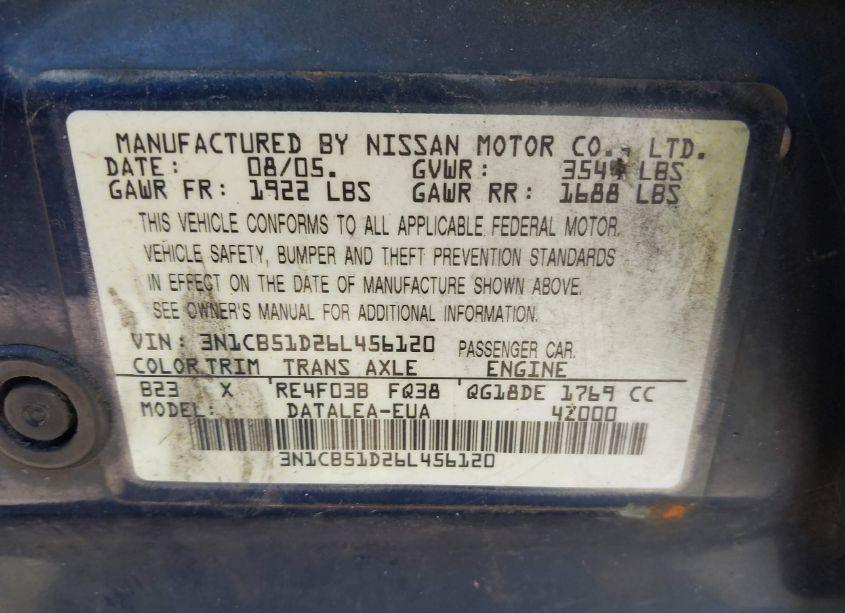 MANUFACTURED BY NISSAN MOTOR CO., LTD.
DATE: 08/05. GVWR: 3544 LBS
GAWR FR: 1922 LBS GAWR RR: 1688 LBS
THIS VEHICLE CONFORMS TO ALL APPLICABLE FEDERAL MOTOR
VEHICLE SAFETY, BUMPER AND THEFT PREVENTION STANDARDS
IN EFFECT ON THE DATE OF MANUFACTURE SHOWN ABOVE.
SEE OWNER'S MANUAL FOR ADDITIONAL INFORMATION.
VIN: 3N1CB51D26L456120 PASSENGER CAR.
COLOR, TRIM TRANS AXLE ENGINE
B23 X RE4F03B FQ38 QG18DE 1769 CC
MODEL: DATALEA-EUA 42000
3N1CB51D26L456120